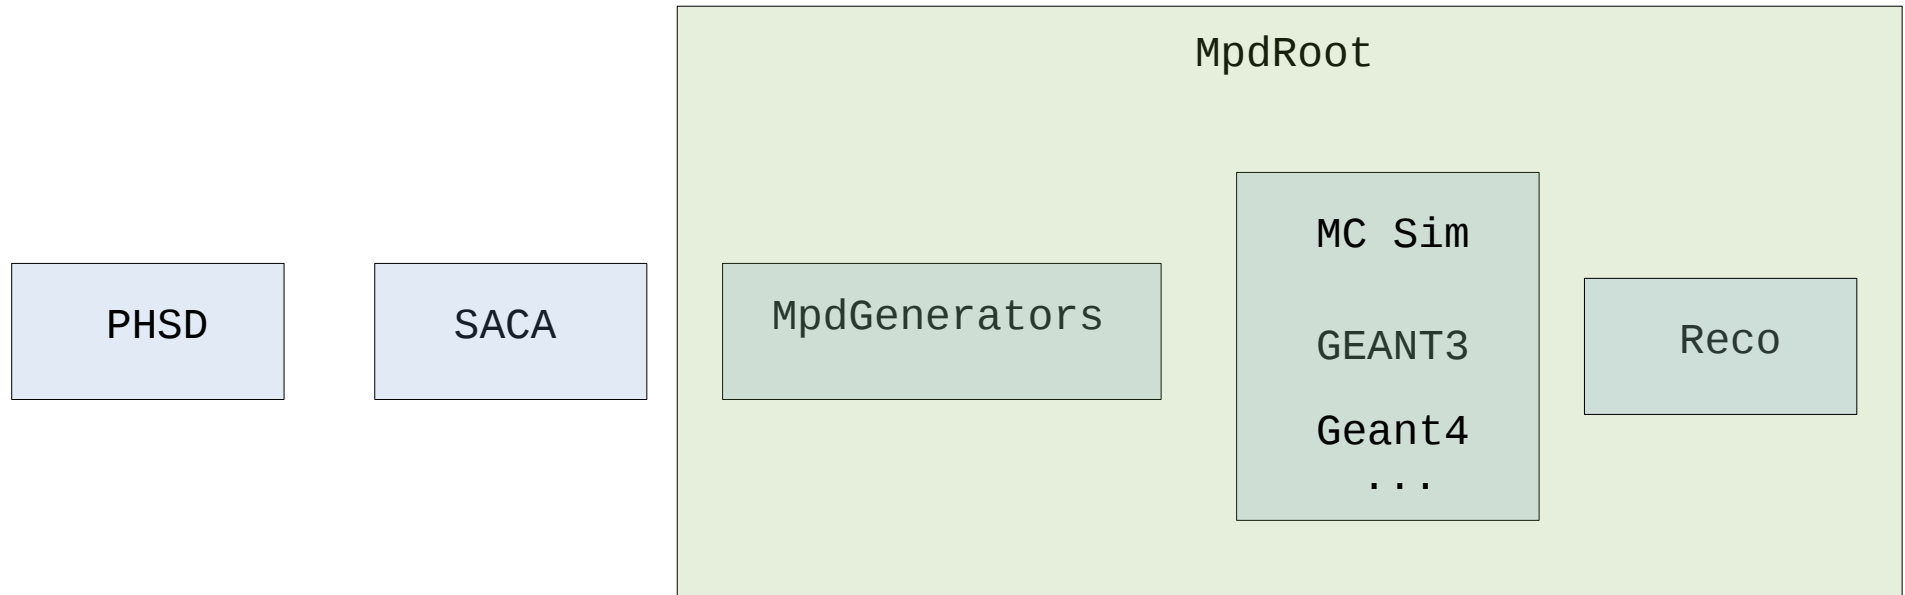 MpdRoot
PHSD
SACA
MpdGenerators
MC Sim
GEANT3
Geant4
...
Reco